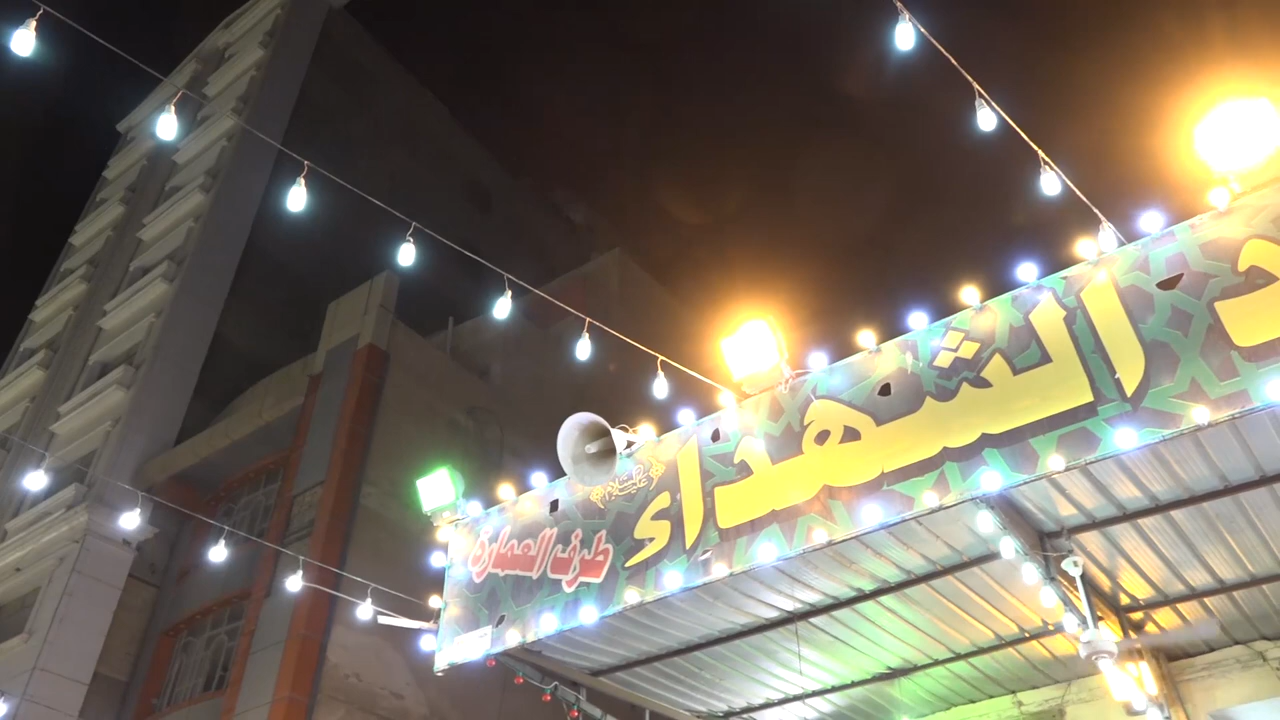 الشهداء
عليه السلام
طرف العمارة